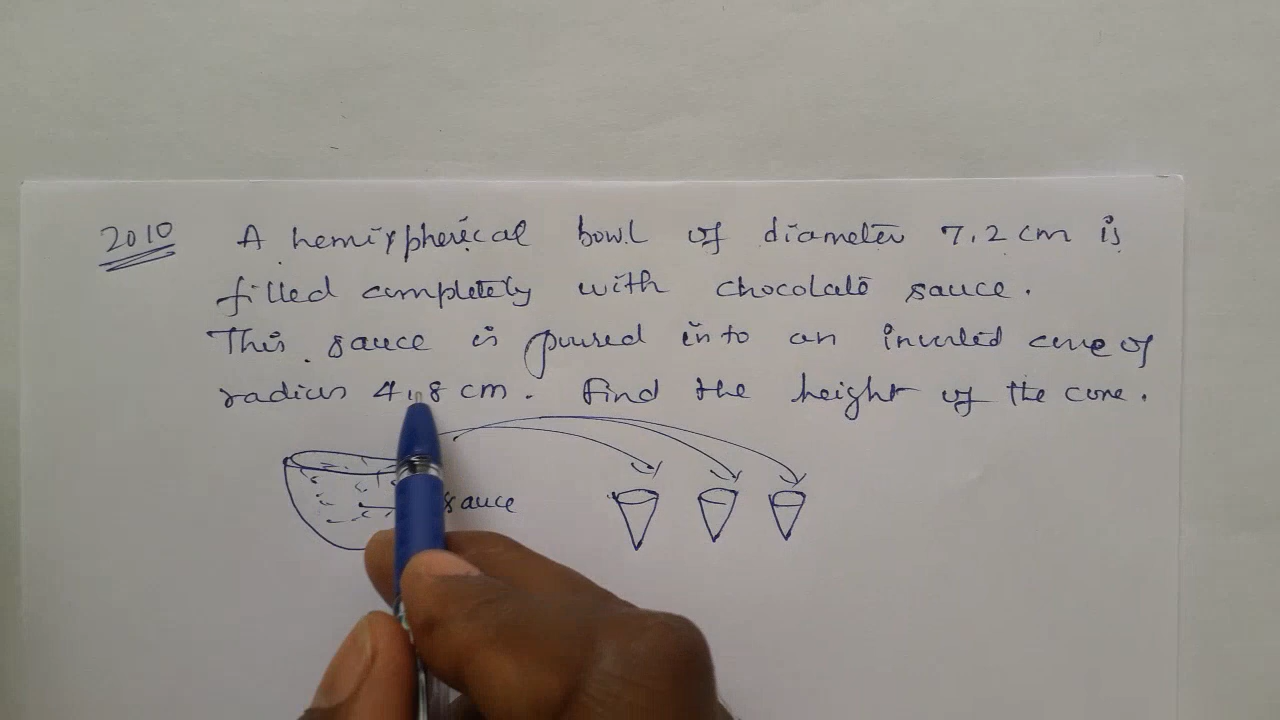 2010 A hemispherical bowl of diameter 7.2 cm is
filled completely with chocolate sauce.
This sauce is poured into an inverted cone of
radius 4.8 cm. Find the height of the cone.
sauce